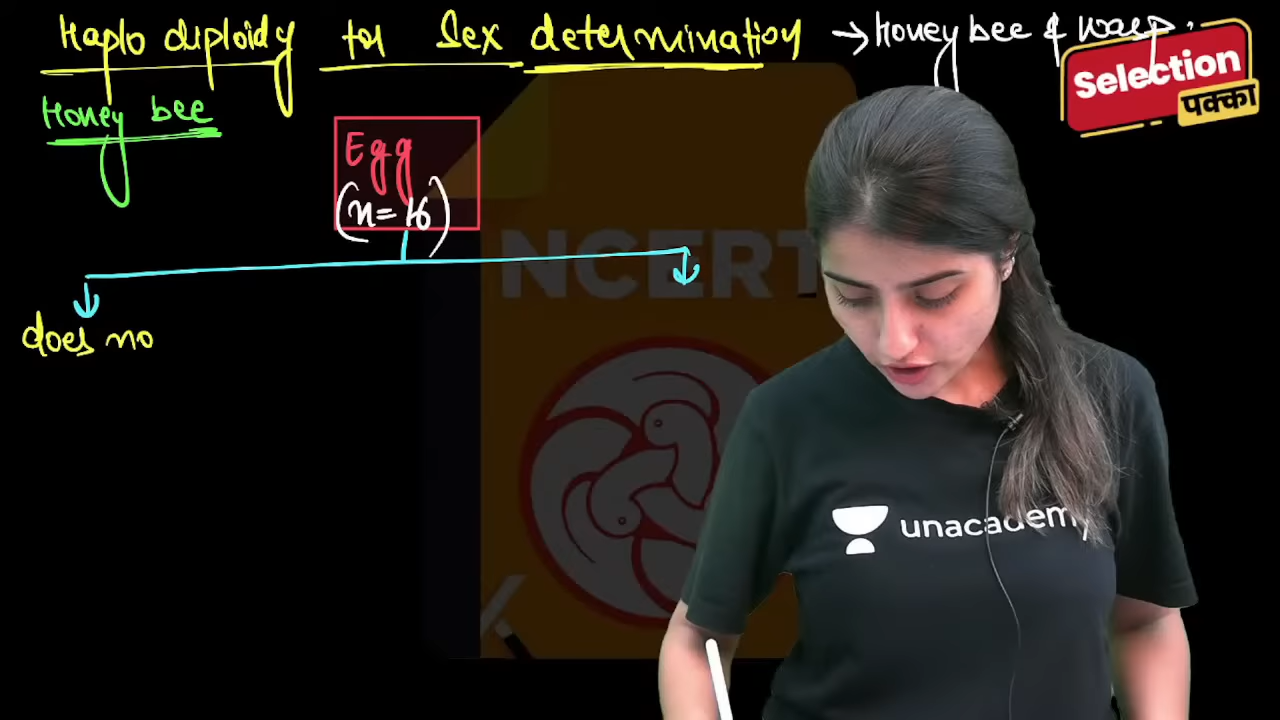 Haplo diploidy for Sex determination → Honey bee & wasp.
Selection
पक्का
Honey bee
Egg
(n=16)
NCERT
does no
unacademy